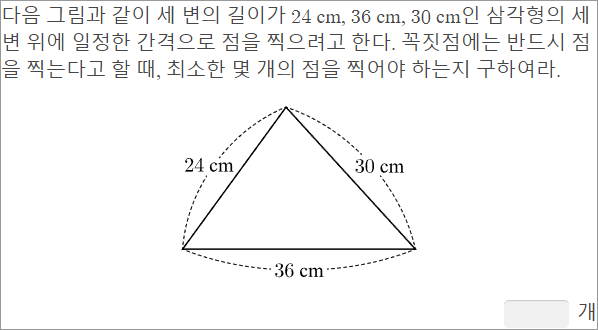 다음 그림과 같이 세 변의 길이가 24 cm, 36 cm, 30 cm인 삼각형의 세
변 위에 일정한 간격으로 점을 찍으려고 한다. 꼭짓점에는 반드시 점
을 찍는다고 할 때, 최소한 몇 개의 점을 찍어야 하는지 구하여라.
24 cm
30 cm
36 cm
개